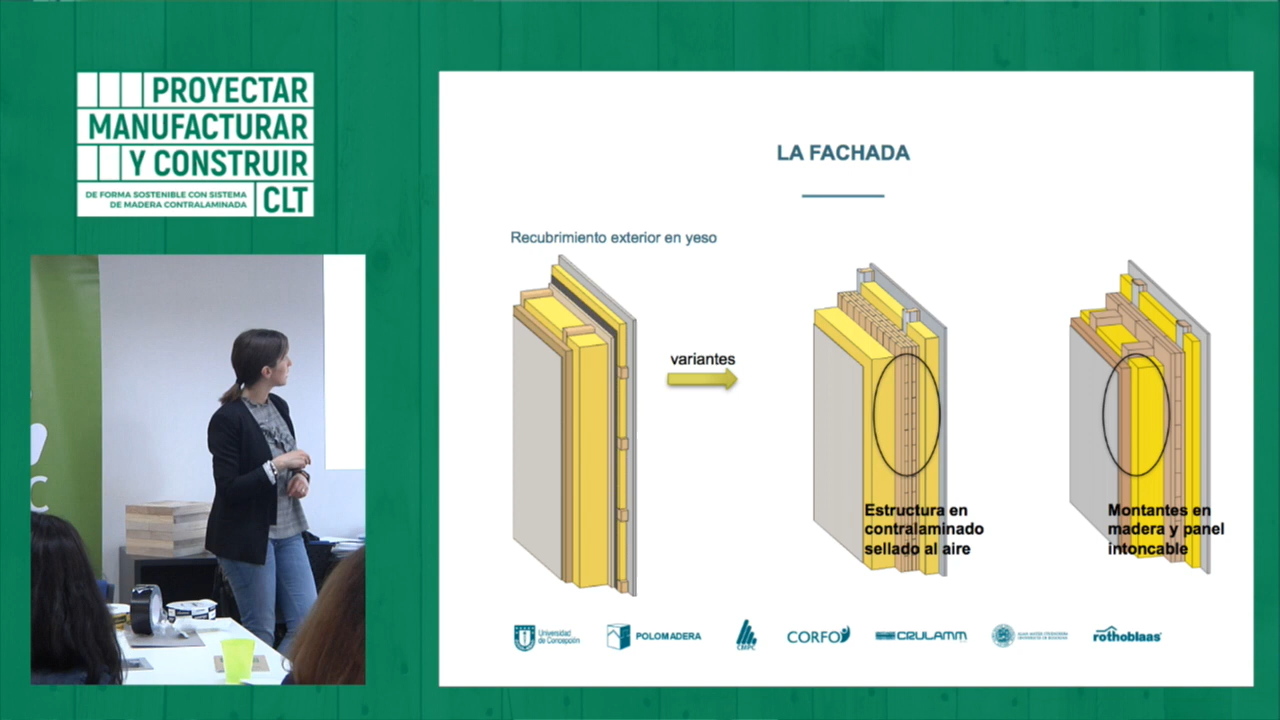 PROYECTAR
MANUFACTURAR
Y CONSTRUIR
DE FORMA SOSTENIBLE CON SISTEMA
DE MADERA CONTRALAMINADA
CLT
LA FACHADA
Recubrimiento exterior en yeso
variantes
Estructura en
contralaminado
sellado al aire
Montantes en
madera y panel
intoncable
Universidad
de Concepción
POLOMADERA
CMPC
CORFO
CRULAMM
rothoblaas